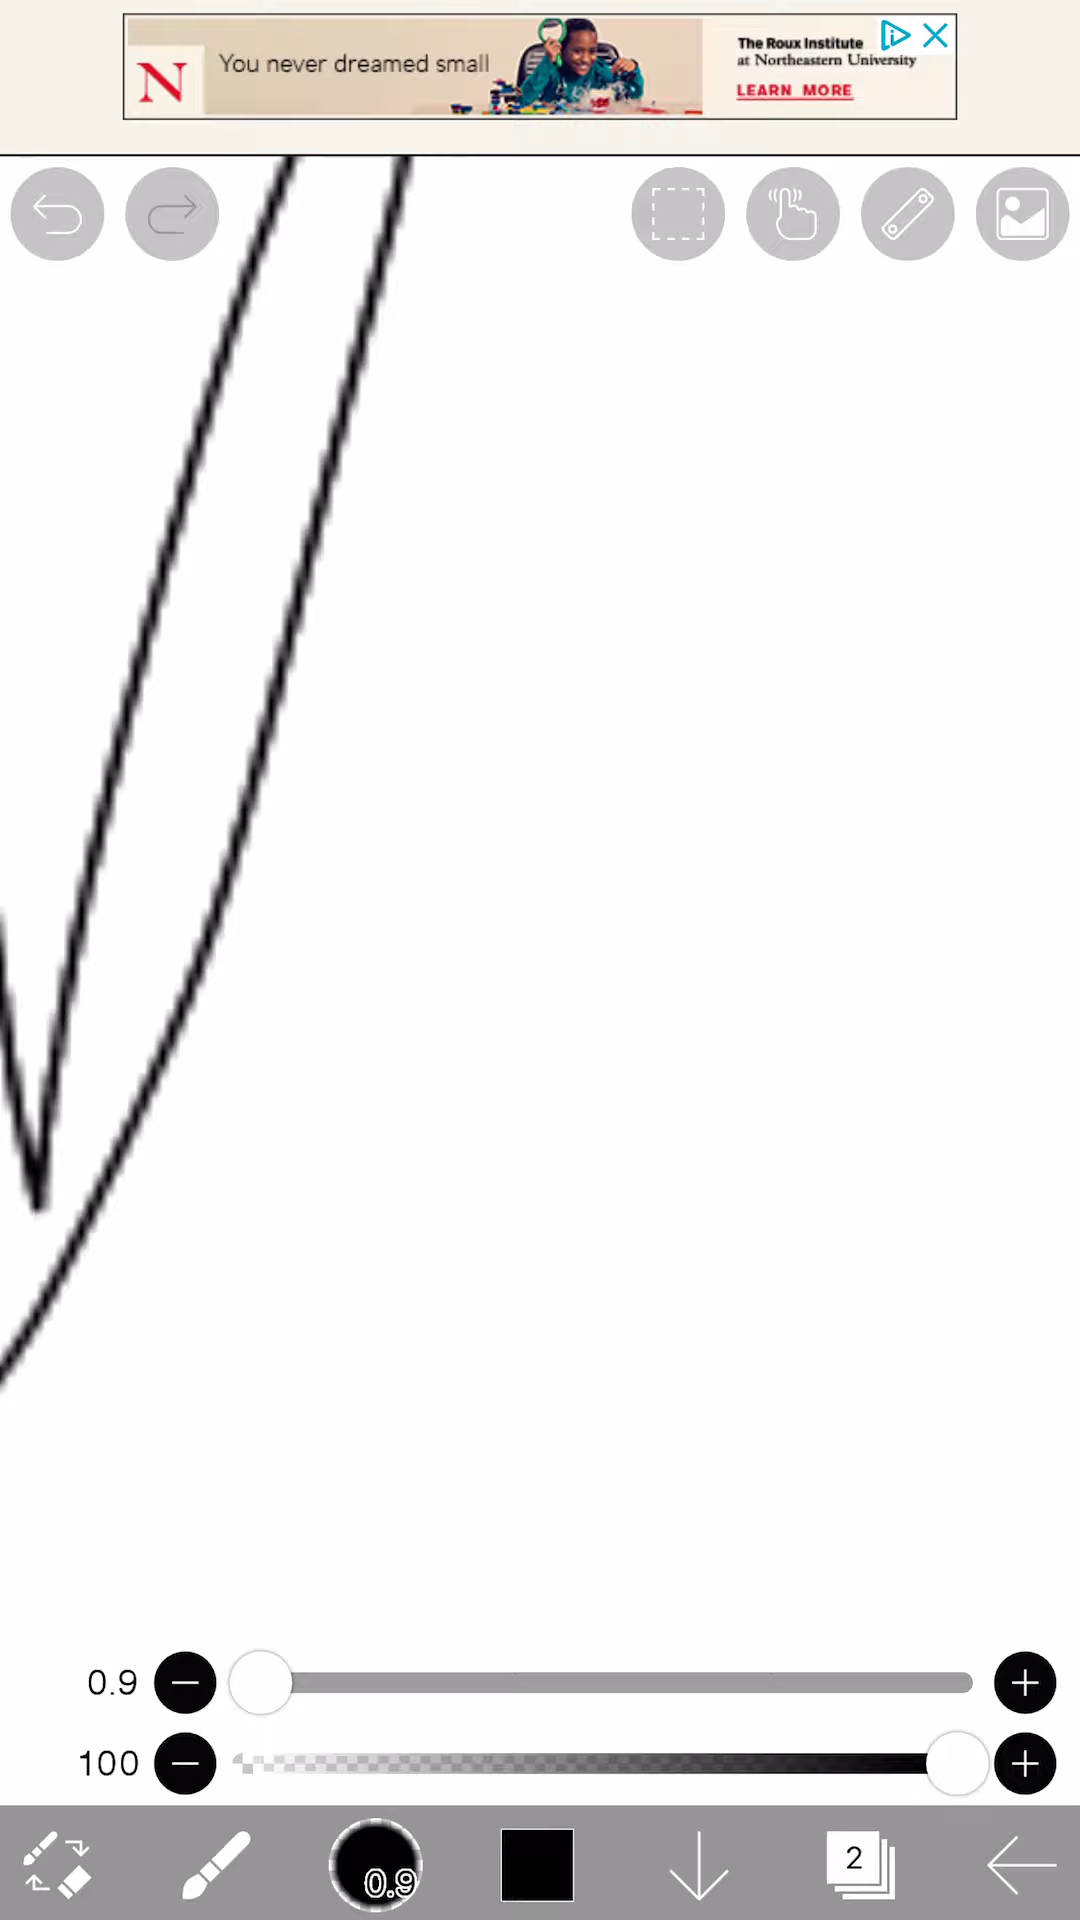 N
You never dreamed small
The Roux Institute
at Northeastern University
LEARN MORE
0.9
100
0.9
2